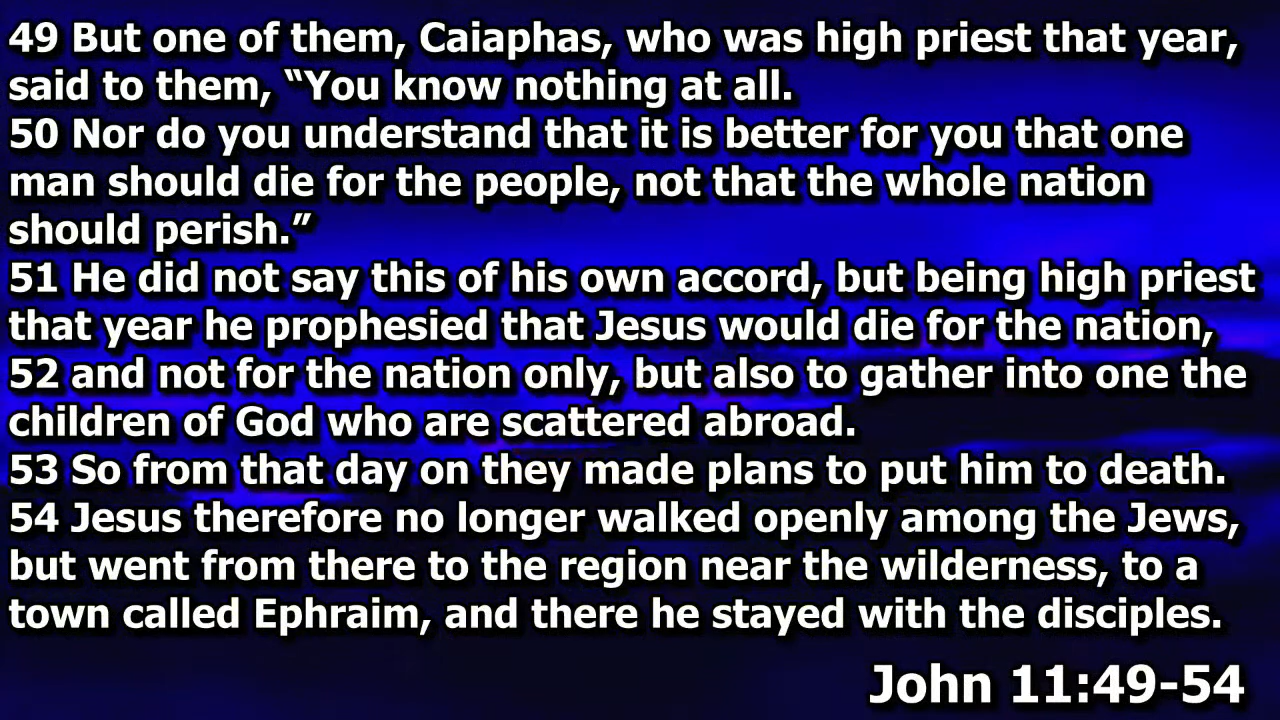 49 But one of them, Caiaphas, who was high priest that year,
said to them, “You know nothing at all.
50 Nor do you understand that it is better for you that one
man should die for the people, not that the whole nation
should perish.”
51 He did not say this of his own accord, but being high priest
that year he prophesied that Jesus would die for the nation,
52 and not for the nation only, but also to gather into one the
children of God who are scattered abroad.
53 So from that day on they made plans to put him to death.
54 Jesus therefore no longer walked openly among the Jews,
but went from there to the region near the wilderness, to a
town called Ephraim, and there he stayed with the disciples.
John 11:49-54